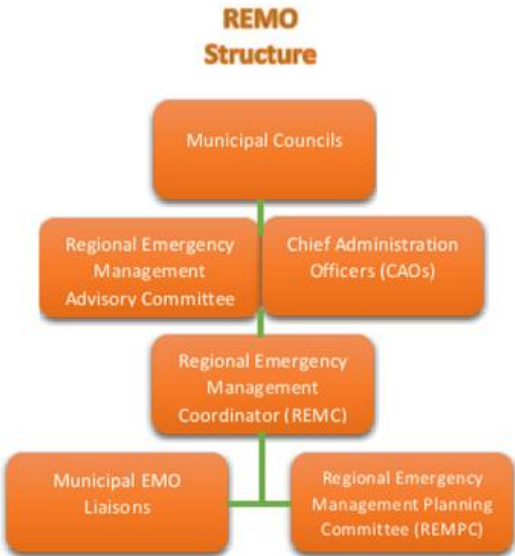 REMO
Structure
Municipal Councils
Regional Emergency
Management
Advisory Committee
Chief Administration
Officers (CAOs)
Regional Emergency
Management
Coordinator (REMC)
Municipal EMO
Liaisons
Regional Emergency
Management Planning
Committee (REMPC)